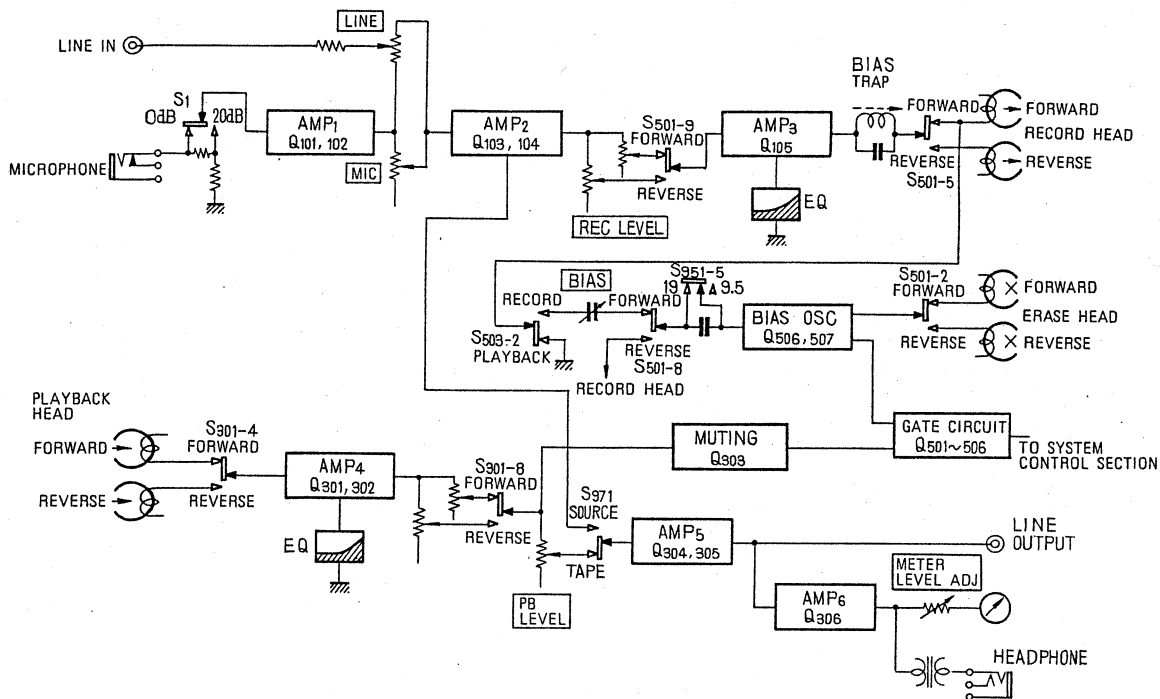 LINE
LINE IN
BIAS
TRAP
S1
0dB
20dB
AMP1
Q101, 102
AMP2
Q103, 104
S501-9
FORWARD
AMP3
Q105
FORWARD
FORWARD
RECORD HEAD
REVERSE
REVERSE
S501-5
MICROPHONE
MIC
REVERSE
REC LEVEL
EQ
BIAS
S951-5
19
9.5
S501-2
FORWARD
FORWARD
RECORD
FORWARD
BIAS OSC
Q506, 507
ERASE HEAD
S503-2
PLAYBACK
REVERSE
S501-8
REVERSE
REVERSE
RECORD HEAD
PLAYBACK
HEAD
S301-4
FORWARD
FORWARD
MUTING
Q303
GATE CIRCUIT
Q501~506
TO SYSTEM
CONTROL SECTION
REVERSE
REVERSE
AMP4
Q301, 302
S301-8
FORWARD
REVERSE
S971
SOURCE
AMP5
Q304, 305
LINE
OUTPUT
EQ
TAPE
PB
LEVEL
METER
LEVEL ADJ
AMP6
Q306
HEADPHONE